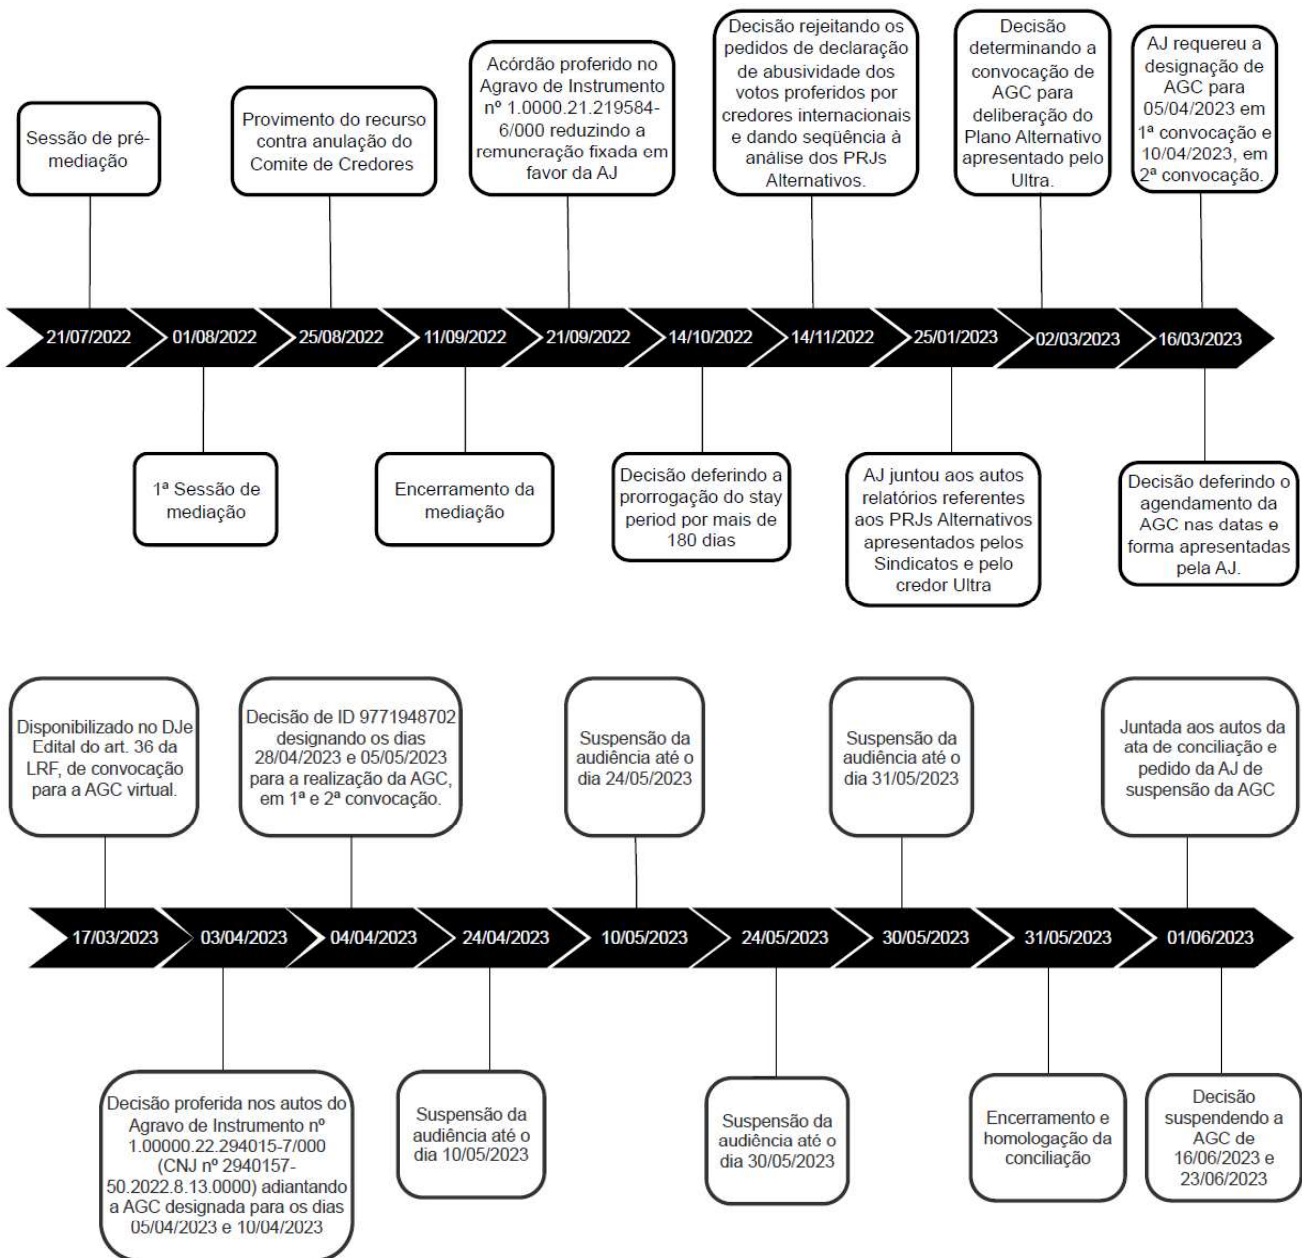 Sessão de pré-
mediação
Provimento do recurso
contra anulação do
Comite de Credores
Acórdão proferido no
Agravo de Instrumento
nº 1.0000.21.219584-
6/000 reduzindo a
remuneração fixada em
favor da AJ
Decisão rejeitando os
pedidos de declaração
de abusividade dos
votos proferidos por
credores internacionais
e dando seqüência à
análise dos PRJs
Alternativos.
Decisão
determinando a
convocação de
AGC para
deliberação do
Plano Alternativo
apresentado pelo
Ultra.
AJ requereu a
designação de
AGC para
05/04/2023 em
1ª convocação e
10/04/2023, em
2ª convocação.
21/07/2022
01/08/2022
25/08/2022
11/09/2022
21/09/2022
14/10/2022
14/11/2022
25/01/2023
02/03/2023
16/03/2023
1ª Sessão de
mediação
Encerramento da
mediação
Decisão deferindo a
prorrogação do stay
period por mais de
180 dias
AJ juntou aos autos
relatórios referentes
aos PRJs Alternativos
apresentados pelos
Sindicatos e pelo
credor Ultra
Decisão deferindo o
agendamento da
AGC nas datas e
forma apresentadas
pela AJ.
Disponibilizado no DJe
Edital do art. 36 da
LRF, de convocação
para a AGC virtual.
Decisão de ID 9771948702
designando os dias
28/04/2023 e 05/05/2023
para a realização da AGC,
em 1ª e 2ª convocação.
Suspensão da
audiência até o
dia 24/05/2023
Suspensão da
audiência até o
dia 31/05/2023
Juntada aos autos da
ata de conciliação e
pedido da AJ de
suspensão da AGC
17/03/2023
03/04/2023
04/04/2023
24/04/2023
10/05/2023
24/05/2023
30/05/2023
31/05/2023
01/06/2023
Decisão proferida nos autos do
Agravo de Instrumento nº
1.00000.22.294015-7/000
(CNJ nº 2940157-
50.2022.8.13.0000) adiantando
a AGC designada para os dias
05/04/2023 e 10/04/2023
Suspensão da
audiência até o
dia 10/05/2023
Suspensão da
audiência até o
dia 30/05/2023
Encerramento e
homologação da
conciliação
Decisão
suspendendo a
AGC de
16/06/2023 e
23/06/2023